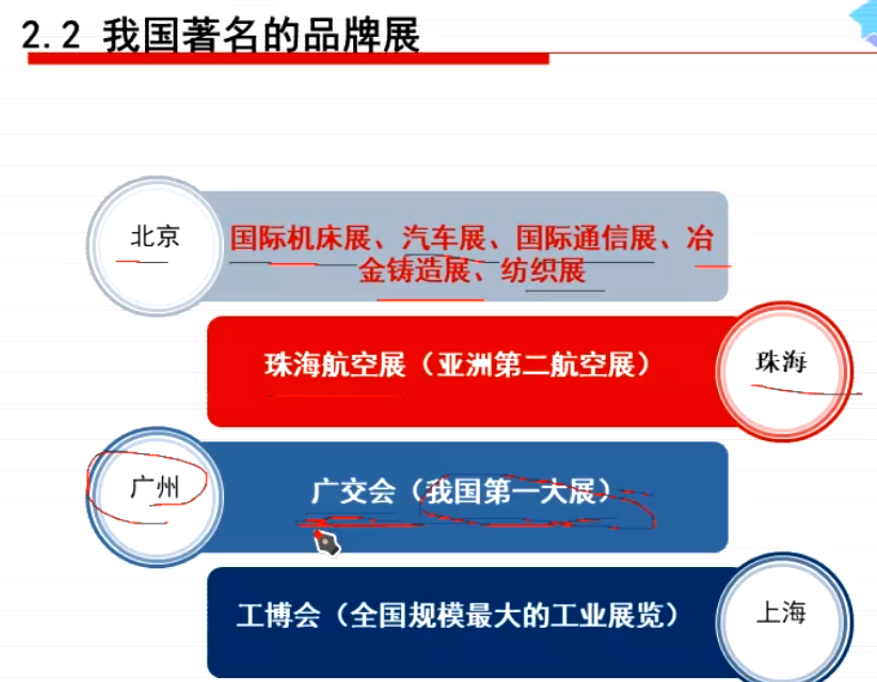 2.2 我国著名的品牌展
北京
国际机床展、汽车展、国际通信展、冶
金铸造展、纺织展
珠海航空展（亚洲第二航空展）
珠海
广州
广交会（我国第一大展）
工博会（全国规模最大的工业展览）
上海